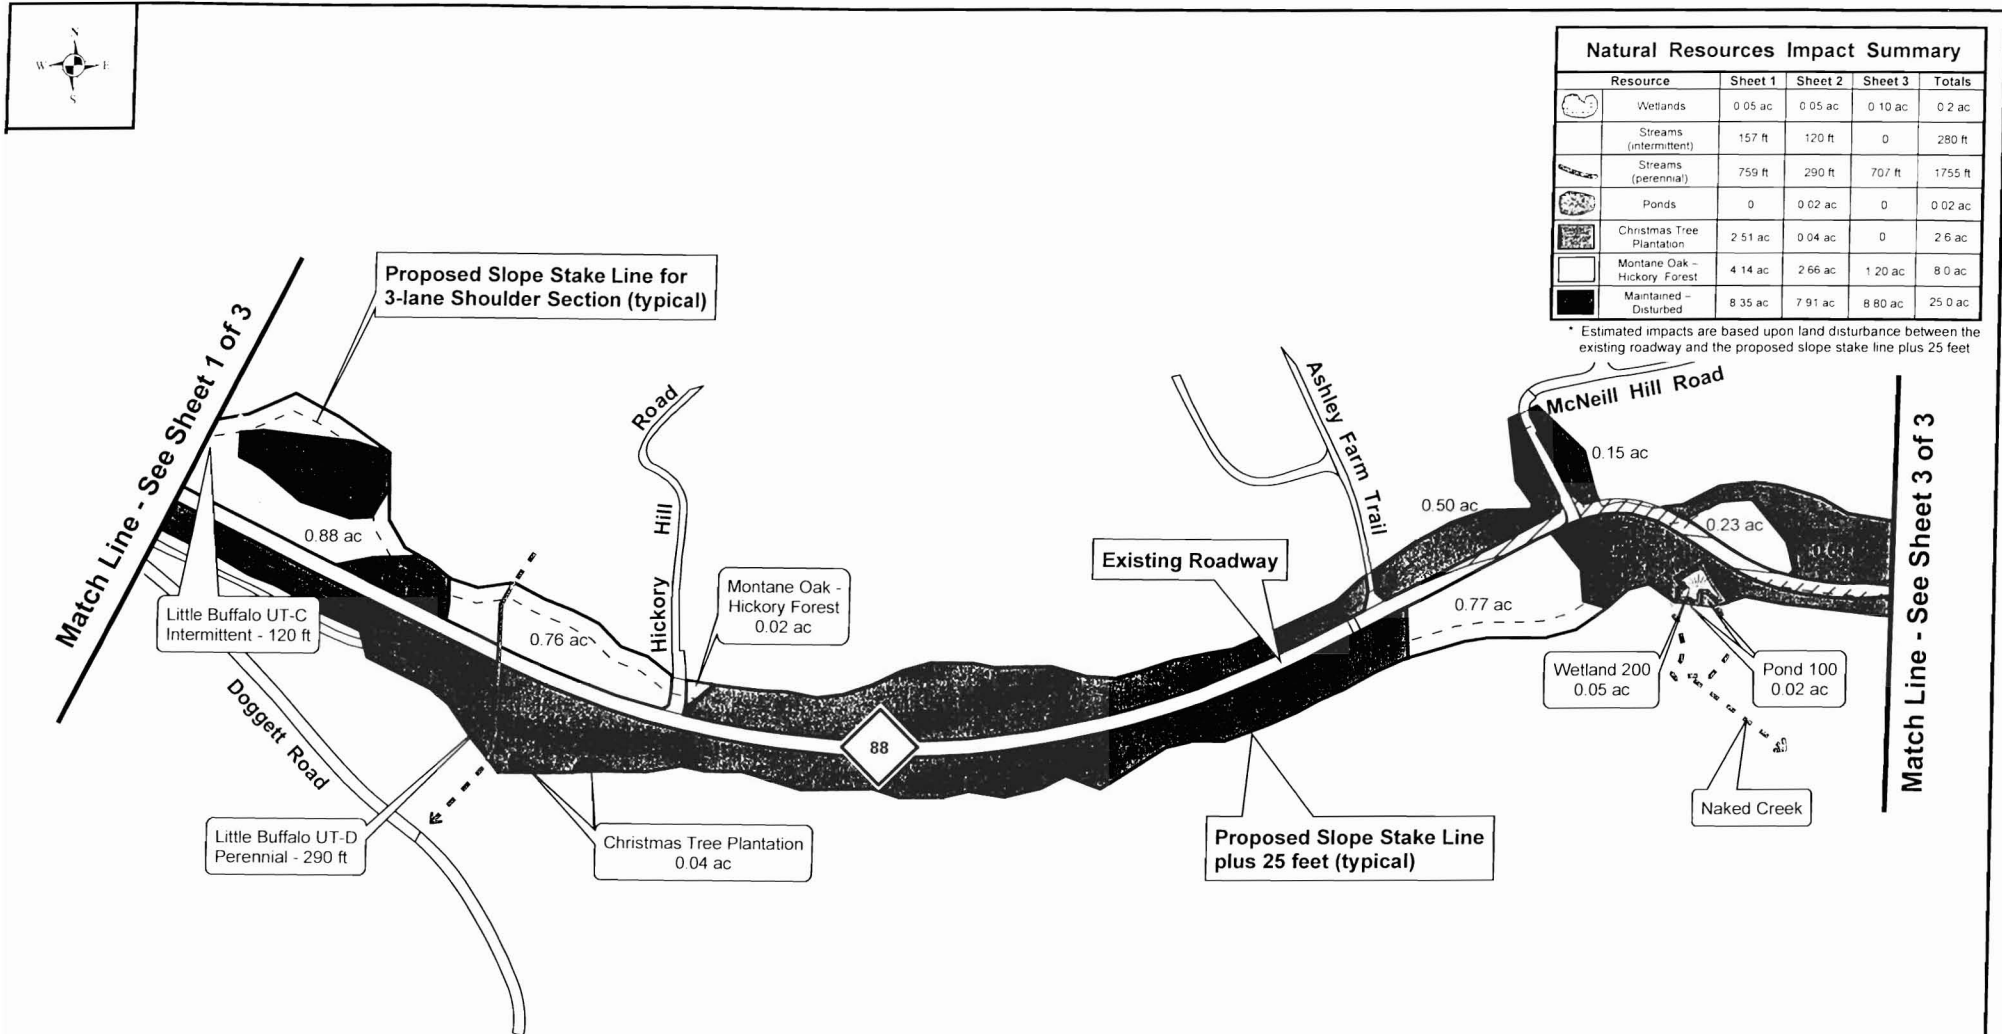 N
W E
S
Natural Resources Impact Summary
Resource Sheet 1 Sheet 2 Sheet 3 Totals
Wetlands 0 05 ac 0 05 ac 0 10 ac 0 2 ac
Streams (intermittent) 157 ft 120 ft 0 280 ft
Streams (perennial) 759 ft 290 ft 707 ft 1755 ft
Ponds 0 0 02 ac 0 0 02 ac
Christmas Tree Plantation 2 51 ac 0 04 ac 0 2 6 ac
Montane Oak - Hickory Forest 4 14 ac 2 66 ac 1 20 ac 8 0 ac
Maintained - Disturbed 8 35 ac 7 91 ac 8 80 ac 25 0 ac
* Estimated impacts are based upon land disturbance between the
existing roadway and the proposed slope stake line plus 25 feet
Proposed Slope Stake Line for
3-lane Shoulder Section (typical)
Match Line - See Sheet 1 of 3
Hickory Hill Road
Ashley Farm Trail
McNeill Hill Road
Match Line - See Sheet 3 of 3
0.15 ac
0.50 ac
0.23 ac
0.88 ac
Existing Roadway
Montane Oak -
Hickory Forest
0.02 ac
0.77 ac
Little Buffalo UT-C
Intermittent - 120 ft
0.76 ac
Wetland 200
0.05 ac
Pond 100
0.02 ac
Doggett Road
88
Naked Creek
Little Buffalo UT-D
Perennial - 290 ft
Christmas Tree Plantation
0.04 ac
Proposed Slope Stake Line
plus 25 feet (typical)